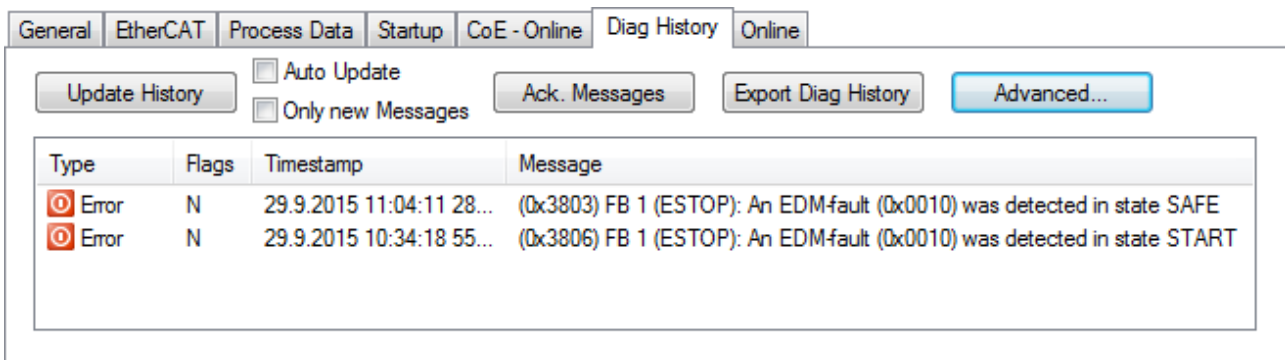 General EtherCAT Process Data Startup CoE - Online Diag History Online
Update History Auto Update Only new Messages Ack. Messages Export Diag History Advanced...
Type Flags Timestamp Message
Error N 29.9.2015 11:04:11 28... (0x3803) FB 1 (ESTOP): An EDM-fault (0x0010) was detected in state SAFE
Error N 29.9.2015 10:34:18 55... (0x3806) FB 1 (ESTOP): An EDM-fault (0x0010) was detected in state START